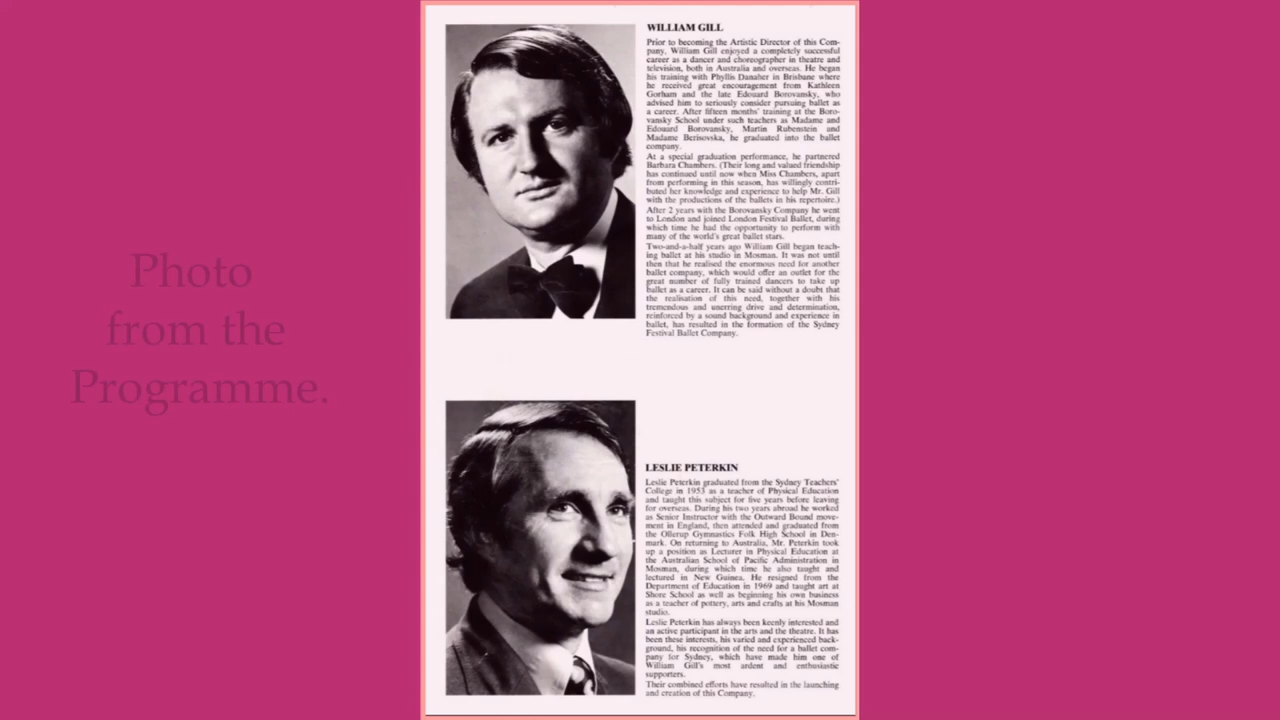 Photo
from the
Programme.
WILLIAM GILL
Prior to becoming the Artistic Director of this Com-
pany, William Gill enjoyed a completely successful
career as a dancer and choreographer in theatre and
television, both in Australia and overseas. He began
his training with Phyllis Danaher in Brisbane where
he received great encouragement from Kathleen
Gorham and the late Edouard Borovansky, who
advised him to seriously consider pursuing ballet as
a career. After fifteen months' training at the Boro-
vansky School under such teachers as Madame and
Edouard Borovansky, Martin Rubenstein and
Madame Berisovska, he graduated into the ballet
company.
At a special graduation performance, he partnered
Barbara Chambers. (Their long and valued friendship
has continued until now when Miss Chambers, apart
from performing in this season, has willingly contri-
buted her knowledge and experience to help Mr. Gill
with the productions of the ballets in his repertoire.)
After 2 years with the Borovansky Company he went
to London and joined London Festival Ballet, during
which time he had the opportunity to perform with
many of the world's great ballet stars.
Two-and-a-half years ago William Gill began teach-
ing ballet at his studio in Mosman. It was not until
then that he realised the enormous need for another
ballet company, which would offer an outlet for the
great number of fully trained dancers to take up
ballet as a career. It can be said without a doubt that
the realisation of this need, together with his
tremendous and unerring drive and determination,
reinforced by a sound background and experience in
ballet, has resulted in the formation of the Sydney
Festival Ballet Company.
LESLIE PETERKIN
Leslie Peterkin graduated from the Sydney Teachers'
College in 1953 as a teacher of Physical Education
and taught this subject for five years before leaving
for overseas. During his two years abroad he worked
as Senior Instructor with the Outward Bound move-
ment in England, then attended and graduated from
the Ollerup Gymnastics Folk High School in Den-
mark. On returning to Australia, Mr. Peterkin took
up a position as Lecturer in Physical Education at
the Australian School of Pacific Administration in
Mosman, during which time he also taught and
lectured in New Guinea. He resigned from the
Department of Education in 1969 and taught art at
Shore School as well as beginning his own business
as a teacher of pottery, arts and crafts at his Mosman
studio.
Leslie Peterkin has always been keenly interested and
an active participant in the arts and the theatre. It has
been these interests, his varied and experienced back-
ground, his recognition of the need for a ballet com-
pany for Sydney, which have made him one of
William Gill's most ardent and enthusiastic
supporters.
Their combined efforts have resulted in the launching
and creation of this Company.